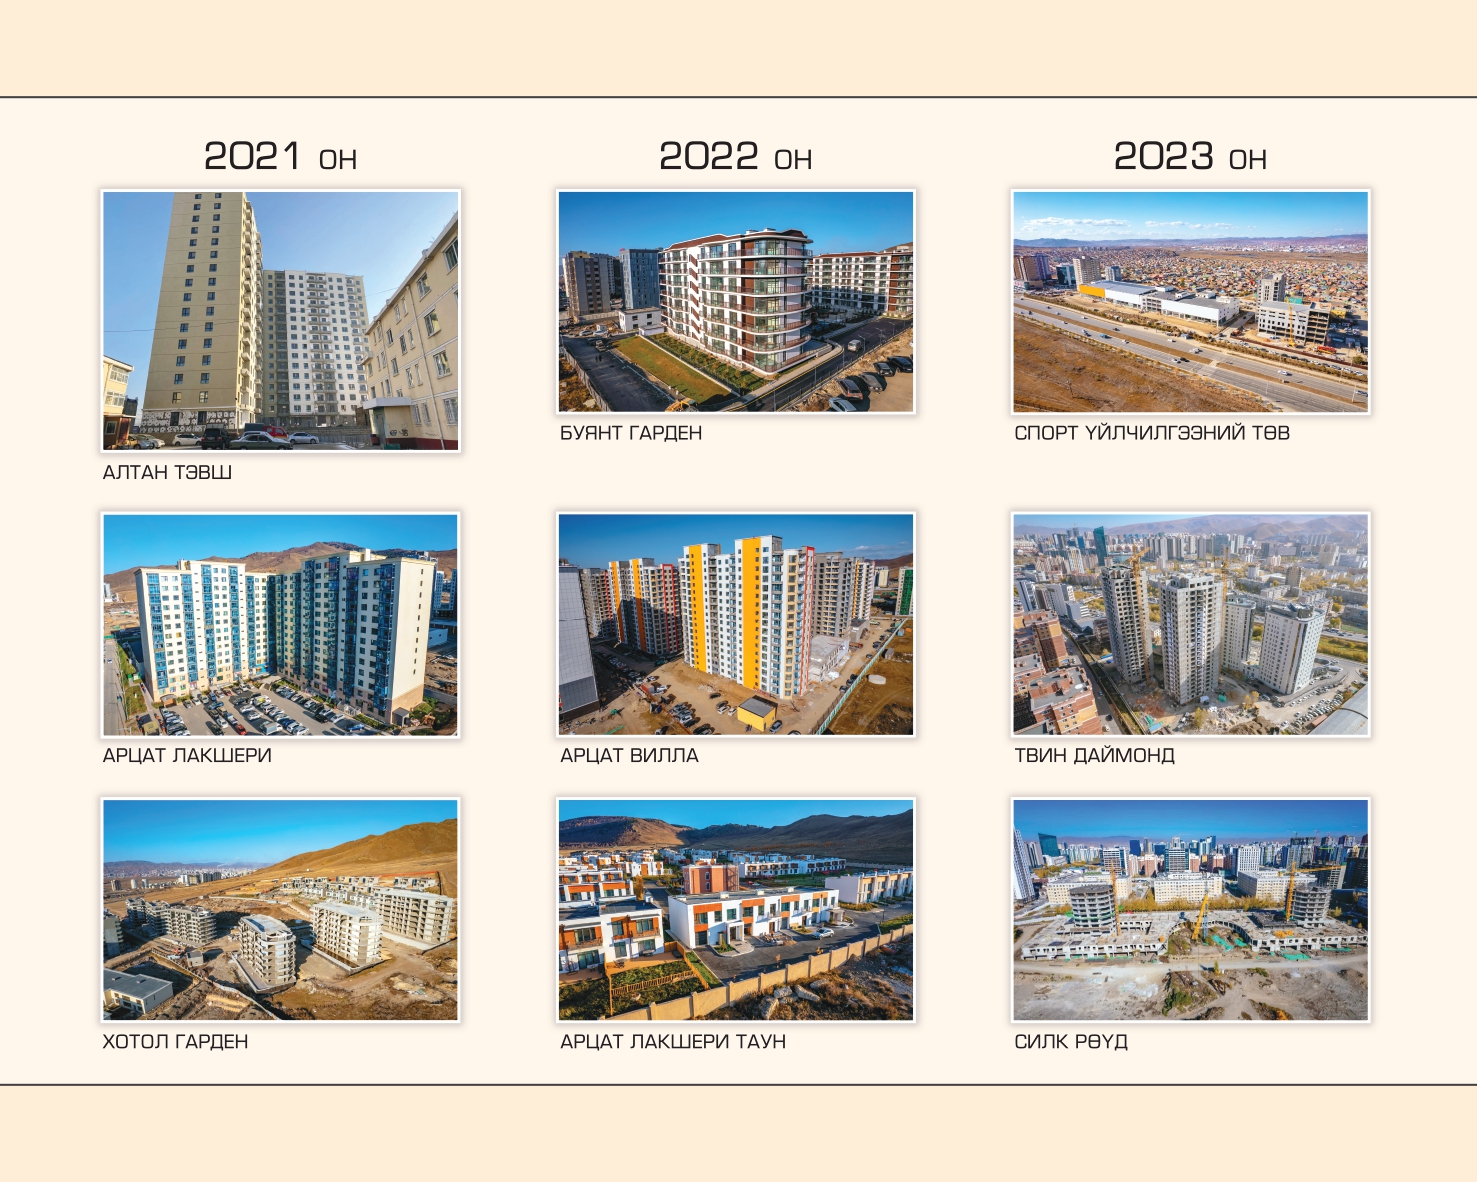 2021 ОН
АЛТАН ТЭВШ
АРЦАТ ЛАКШЕРИ
ХОТОЛ ГАРДЕН
2022 ОН
БУЯНТ ГАРДЕН
АРЦАТ ВИЛЛА
АРЦАТ ЛАКШЕРИ ТАУН
2023 ОН
СПОРТ ҮЙЛЧИЛГЭЭНИЙ ТӨВ
ТВИН ДАЙМОНД
СИЛК РӨҮД